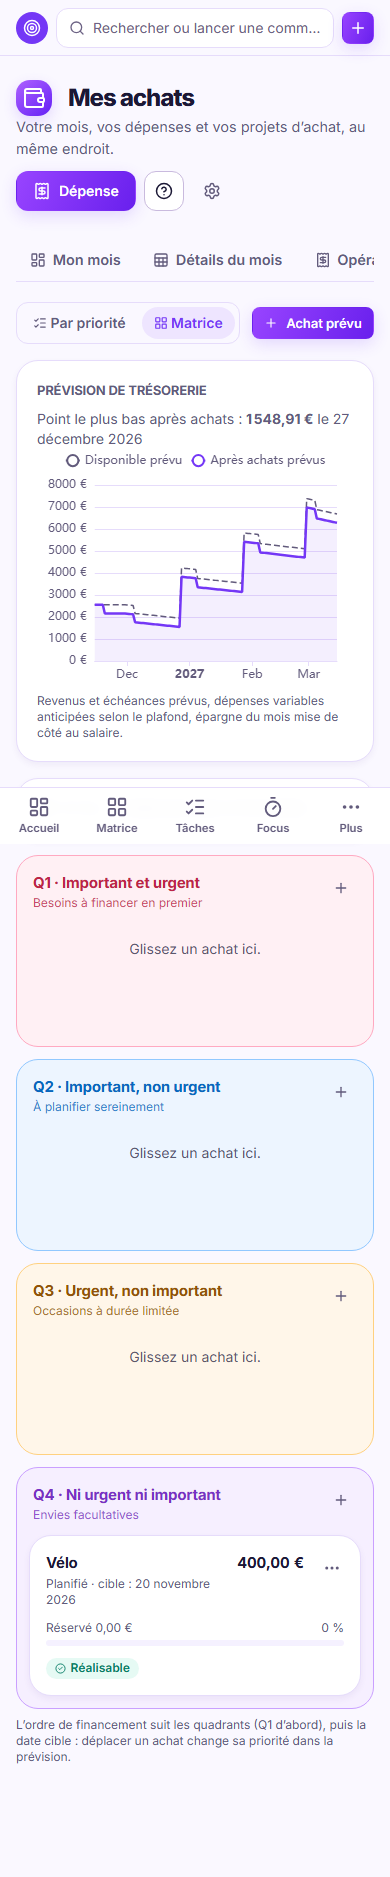 Rechercher ou lancer une comm...
Mes achats
Votre mois, vos dépenses et vos projets d'achat, au
même endroit.
Dépense
Mon mois
Détails du mois
Opéra
Par priorité
Matrice
+ Achat prévu
PRÉVISION DE TRÉSORERIE
Point le plus bas après achats : 1 548,91 € le 27
décembre 2026
Disponible prévu
Après achats prévus
8000 €
7000 €
6000 €
5000 €
4000 €
3000 €
2000 €
1000 €
0 €
Dec
2027
Feb
Mar
Revenus et échéances prévus, dépenses variables
anticipées selon le plafond, épargne du mois mise de
côté au salaire.
Accueil
Matrice
Tâches
Focus
Plus
Q1 · Important et urgent
Besoins à financer en premier
Glissez un achat ici.
Q2 · Important, non urgent
À planifier sereinement
Glissez un achat ici.
Q3 · Urgent, non important
Occasions à durée limitée
Glissez un achat ici.
Q4 · Ni urgent ni important
Envies facultatives
Vélo
400,00 €
Planifié · cible : 20 novembre
2026
Réservé 0,00 €
0 %
Réalisable
L'ordre de financement suit les quadrants (Q1 d'abord), puis la
date cible : déplacer un achat change sa priorité dans la
prévision.